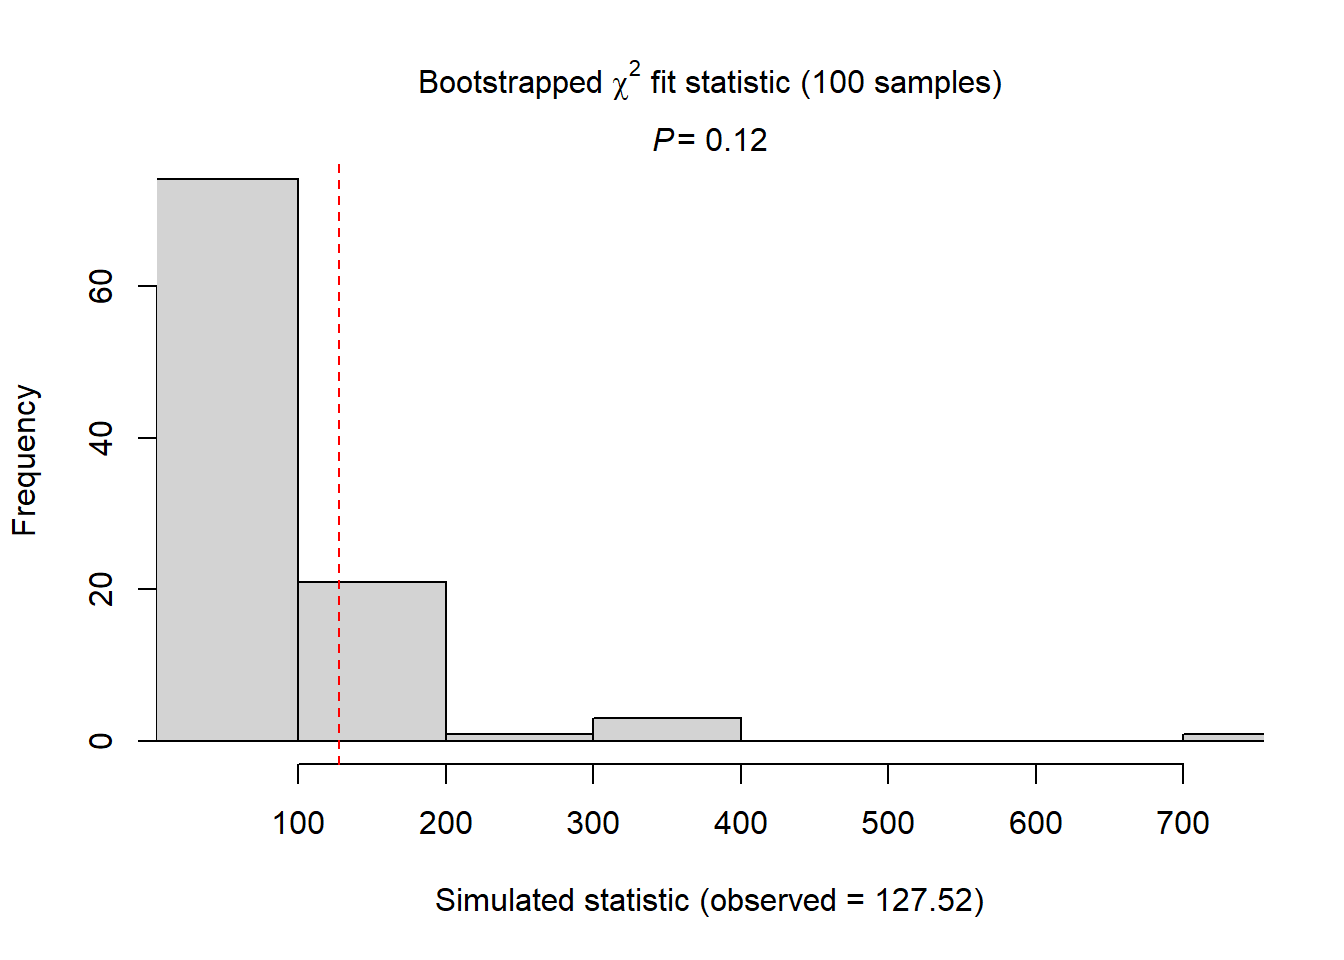 Bootstrapped χ² fit statistic (100 samples)
P = 0.12
Frequency
60
40
20
0
100 200 300 400 500 600 700
Simulated statistic (observed = 127.52)